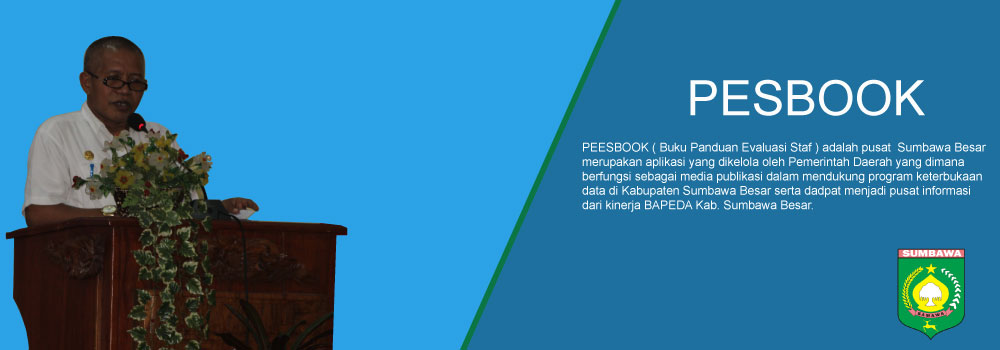 PESBOOK
PEESBOOK ( Buku Panduan Evaluasi Staf ) adalah pusat  Sumbawa Besar
merupakan aplikasi yang dikelola oleh Pemerintah Daerah yang dimana
berfungsi sebagai media publikasi dalam mendukung program keterbukaan
data di Kabupaten Sumbawa Besar serta dadpat menjadi pusat informasi
dari kinerja BAPEDA Kab. Sumbawa Besar.
SUMBAWA